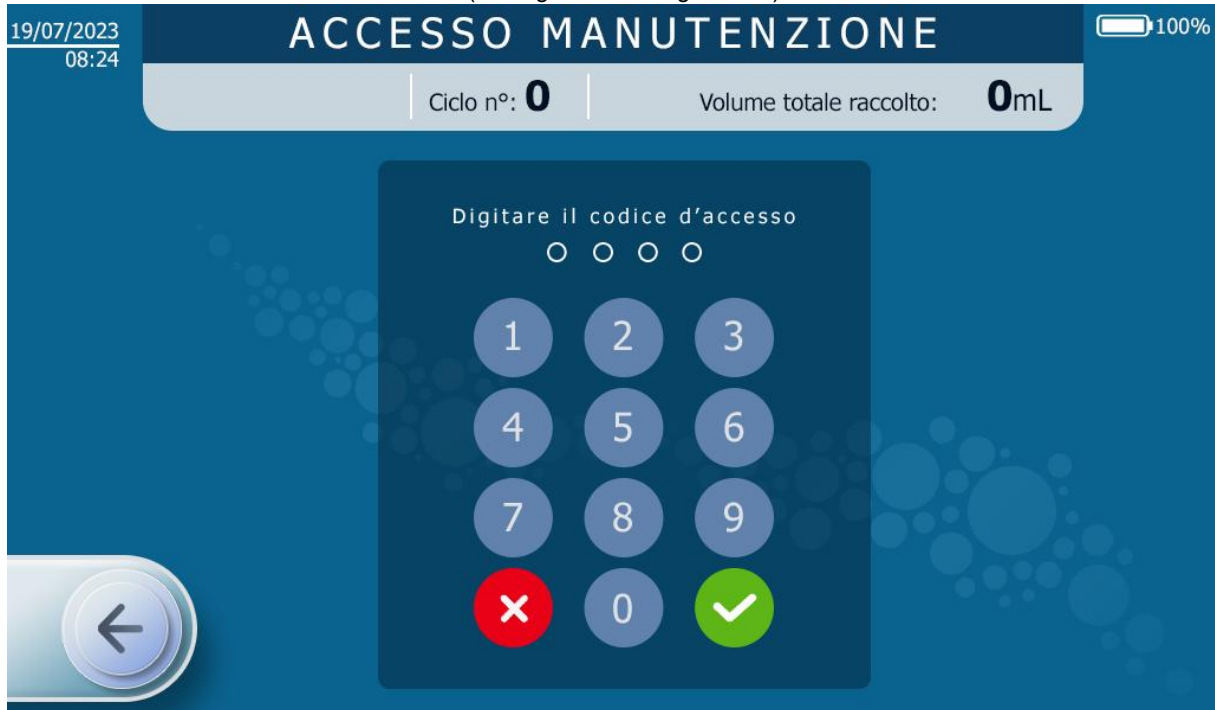 19/07/2023
08:24
ACCESSO MANUTENZIONE
100%
Ciclo n°: 0
Volume totale raccolto: 0mL
Digitare il codice d'accesso
1 2 3
4 5 6
7 8 9
0